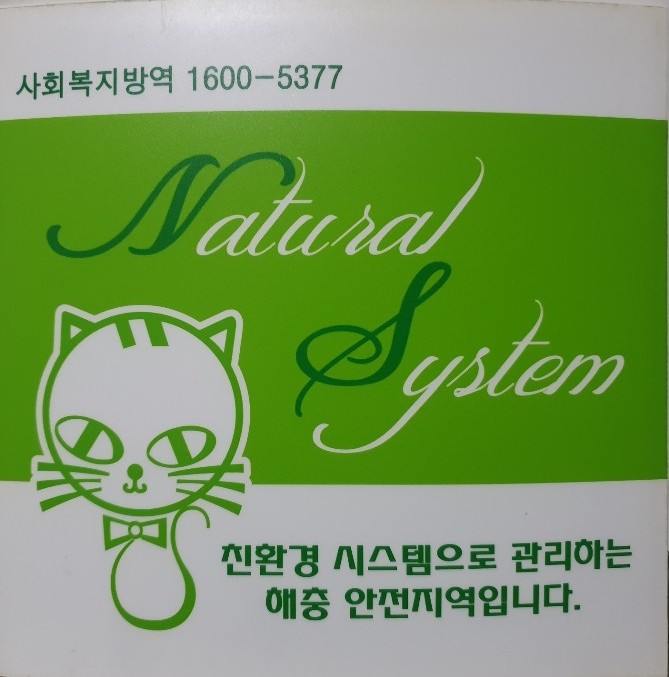 사회복지방역 1600-5377
Natural
System
친환경 시스템으로 관리하는
해충 안전지역입니다.